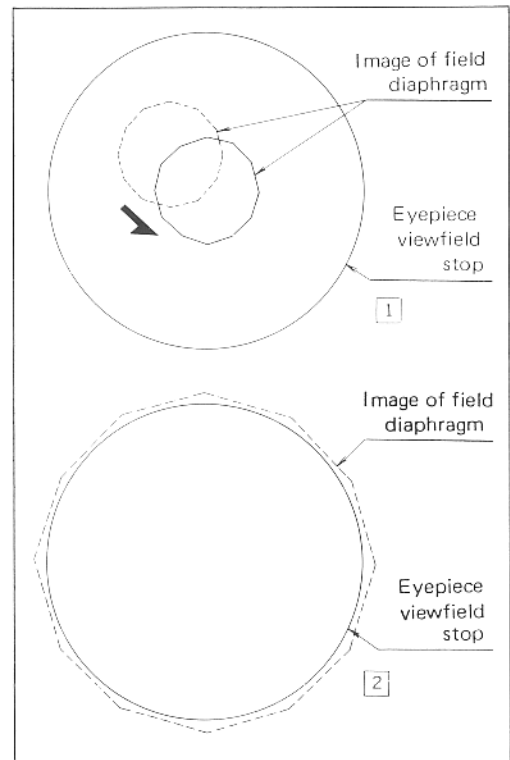 Image of field
diaphragm
Eyepiece
viewfield
stop
1
Image of field
diaphragm
Eyepiece
viewfield
stop
2